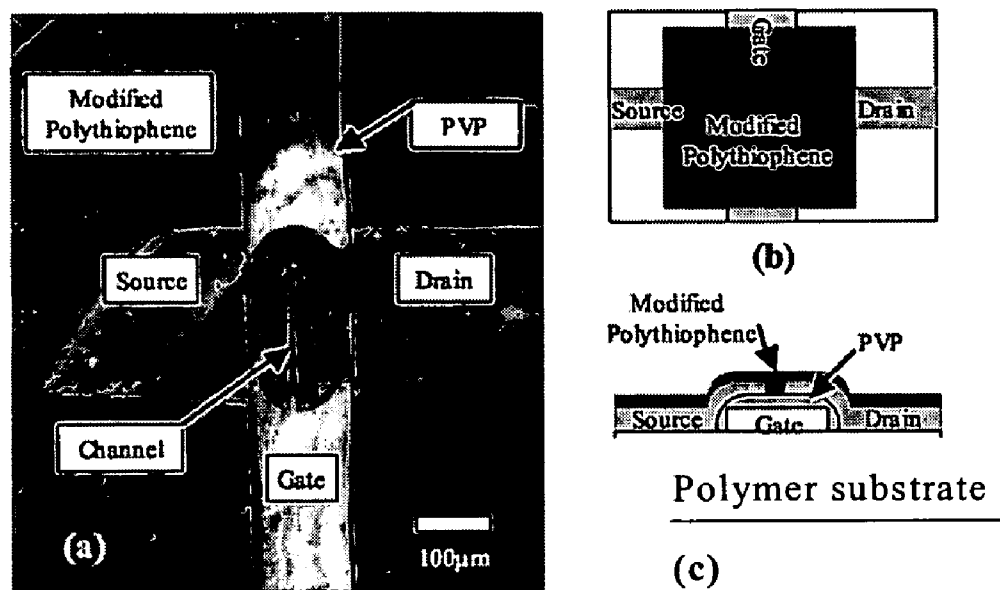 Modified
Polythiophene
PVP
Source
Drain
Channel
Gate
(a)
100μm
Gate
Source
Drain
Modified
Polythiophene
(b)
Modified
Polythiophene
PVP
Source
Gate
Drain
Polymer substrate
(c)